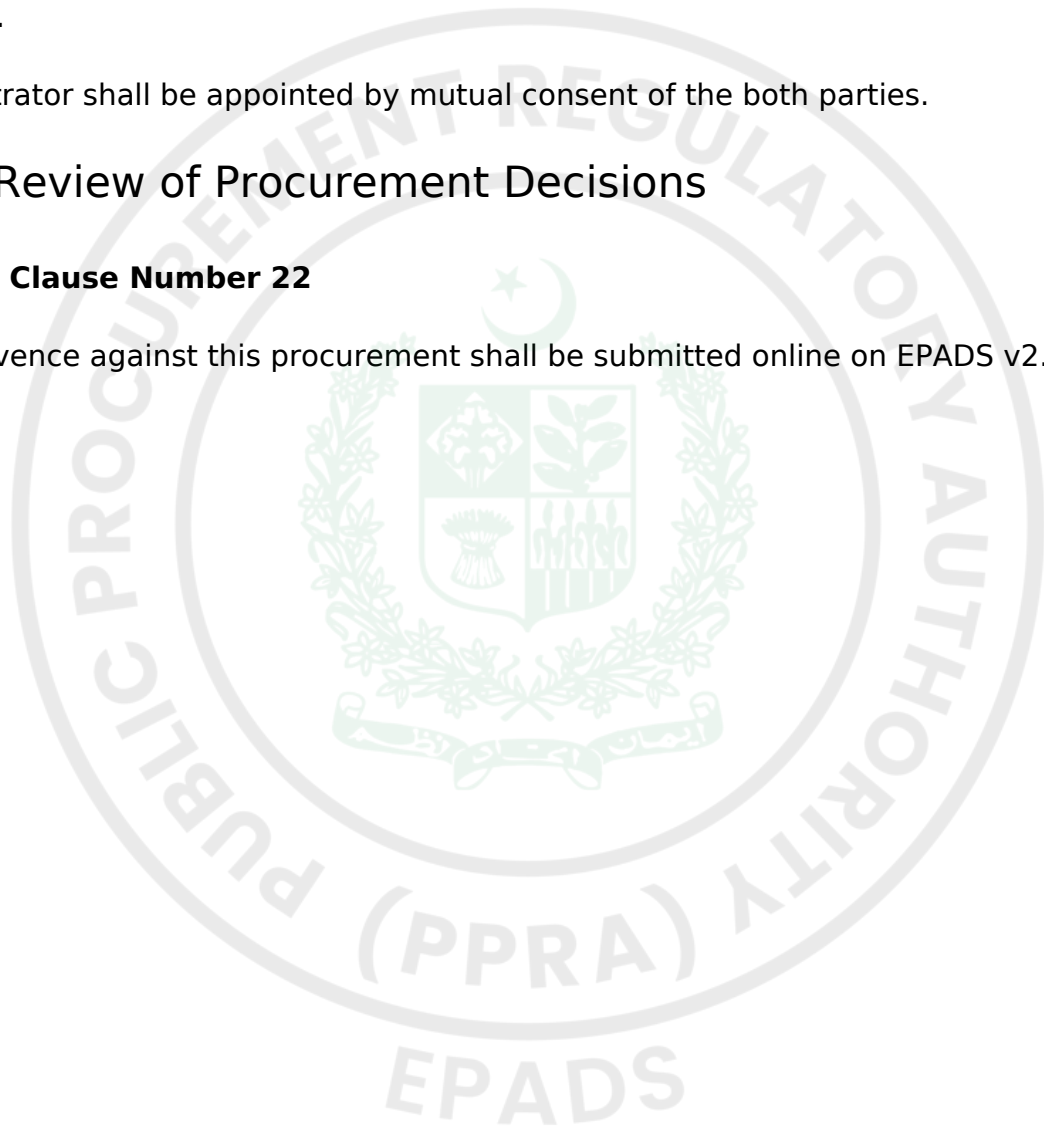 trator shall be appointed by mutual consent of the both parties.
Review of Procurement Decisions
Clause Number 22
vence against this procurement shall be submitted online on EPADS v2.
PUBLIC PROCUREMENT REGULATORY AUTHORITY
(PPRA)
EPADS